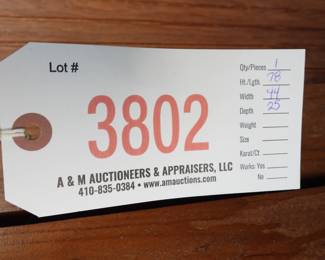 Lot #
3802
Qty/Pieces 1
Ht./Lgth 78
Width 44
Depth 25
Weight
Size
Karat/Ct
Works: Yes
No
A & M AUCTIONEERS & APPRAISERS, LLC
410-835-0384 • www.amauctions.com